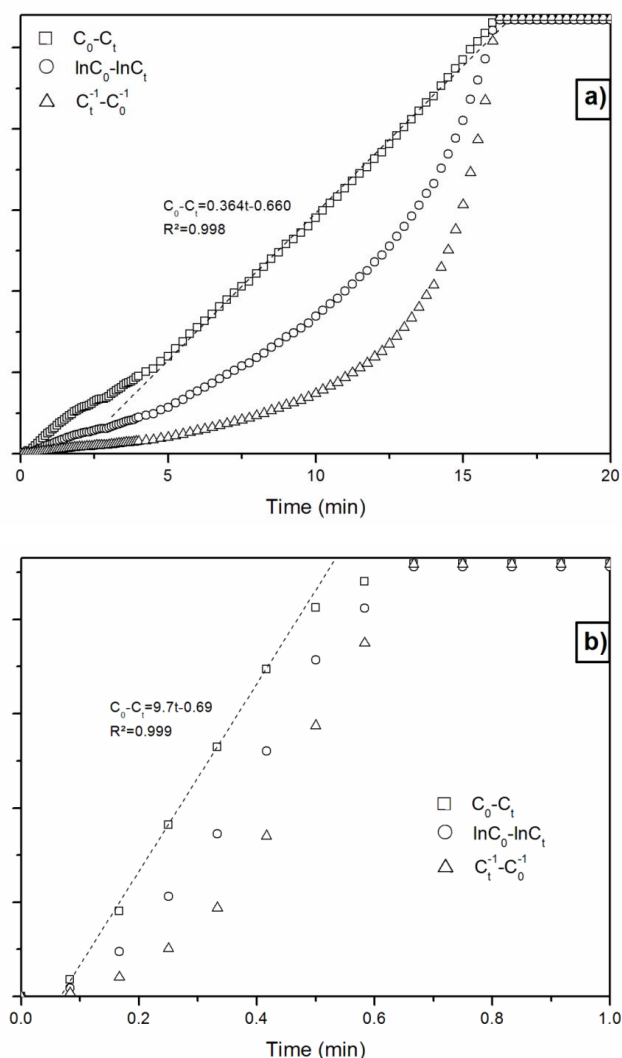 C₀-Cₜ
lnC₀-lnCₜ
Cₜ⁻¹-C₀⁻¹
a)
C₀-Cₜ=0.364t-0.660
R²=0.998
0 5 10 15 20
Time (min)
b)
C₀-Cₜ=9.7t-0.69
R²=0.999
C₀-Cₜ
lnC₀-lnCₜ
Cₜ⁻¹-C₀⁻¹
0.0 0.2 0.4 0.6 0.8 1.0
Time (min)